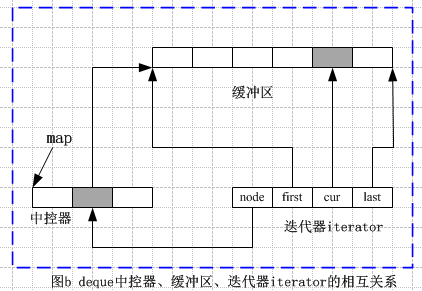 缓冲区
map
中控器
node first cur last
迭代器iterator
图b deque中控器、缓冲区、迭代器iterator的相互关系